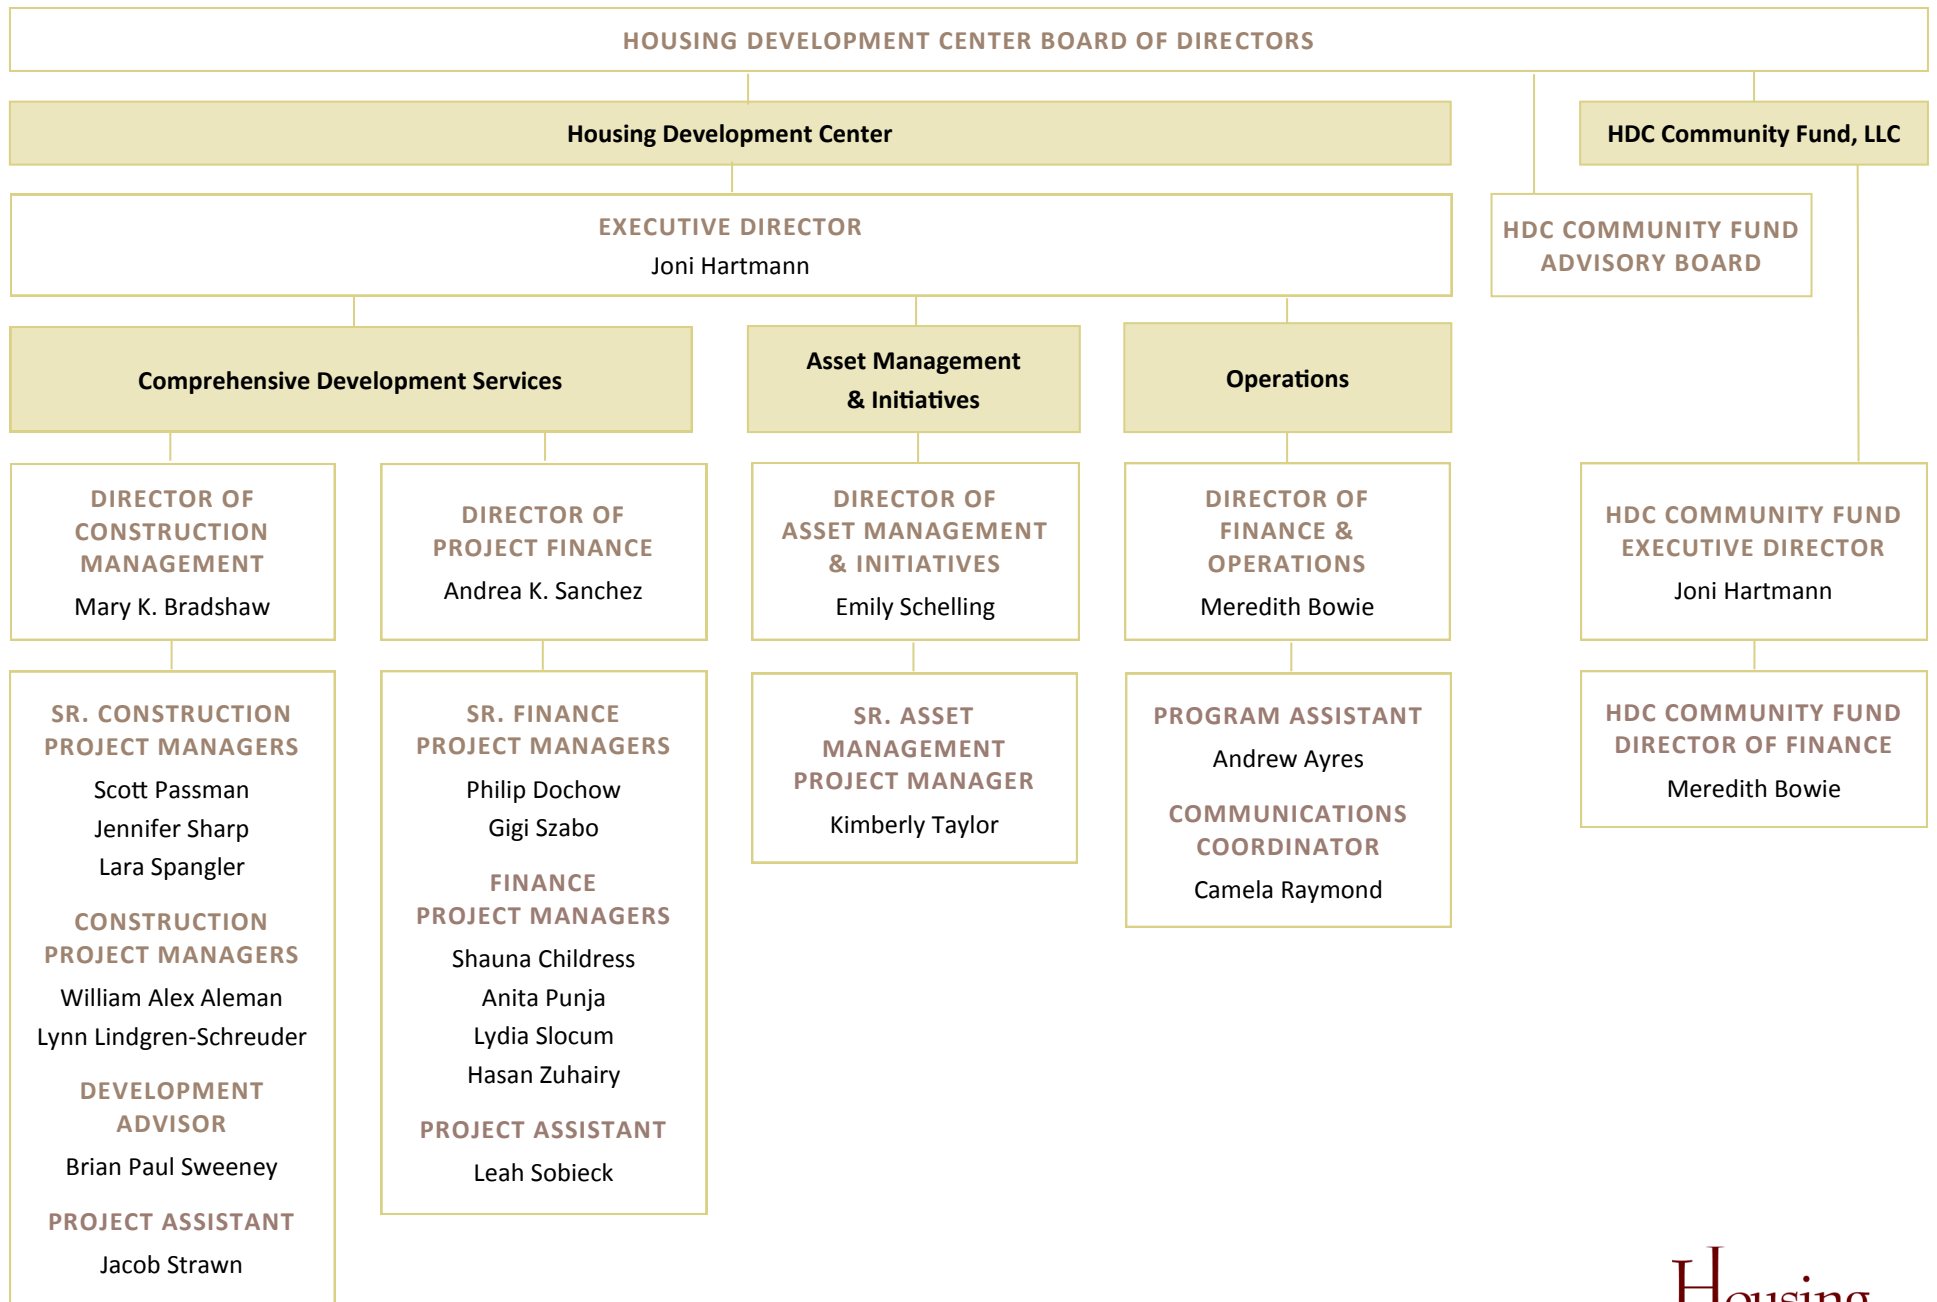 HOUSING DEVELOPMENT CENTER BOARD OF DIRECTORS
Housing Development Center
HDC Community Fund, LLC
EXECUTIVE DIRECTOR
Joni Hartmann
HDC COMMUNITY FUND
ADVISORY BOARD
Comprehensive Development Services
Asset Management
& Initiatives
Operations
DIRECTOR OF
CONSTRUCTION
MANAGEMENT
Mary K. Bradshaw
DIRECTOR OF
PROJECT FINANCE
Andrea K. Sanchez
DIRECTOR OF
ASSET MANAGEMENT
& INITIATIVES
Emily Schelling
DIRECTOR OF
FINANCE &
OPERATIONS
Meredith Bowie
HDC COMMUNITY FUND
EXECUTIVE DIRECTOR
Joni Hartmann
SR. CONSTRUCTION
PROJECT MANAGERS
Scott Passman
Jennifer Sharp
Lara Spangler
CONSTRUCTION
PROJECT MANAGERS
William Alex Aleman
Lynn Lindgren-Schreuder
DEVELOPMENT
ADVISOR
Brian Paul Sweeney
PROJECT ASSISTANT
Jacob Strawn
SR. FINANCE
PROJECT MANAGERS
Philip Dochow
Gigi Szabo
FINANCE
PROJECT MANAGERS
Shauna Childress
Anita Punja
Lydia Slocum
Hasan Zuhairy
PROJECT ASSISTANT
Leah Sobieck
SR. ASSET
MANAGEMENT
PROJECT MANAGER
Kimberly Taylor
PROGRAM ASSISTANT
Andrew Ayres
COMMUNICATIONS
COORDINATOR
Camela Raymond
HDC COMMUNITY FUND
DIRECTOR OF FINANCE
Meredith Bowie
Housing